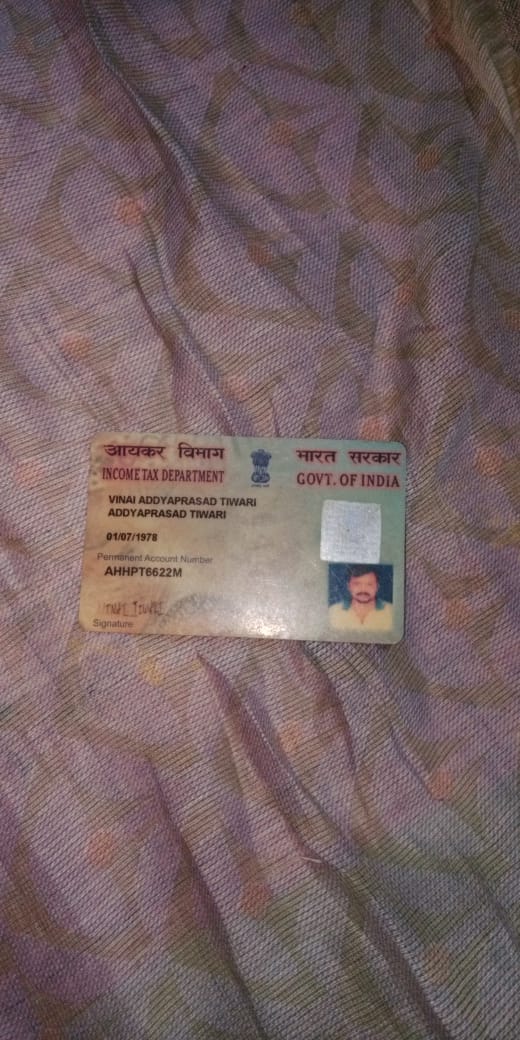 आयकर विभाग
INCOME TAX DEPARTMENT
भारत सरकार
GOVT. OF INDIA
VINAI ADDYAPRASAD TIWARI
ADDYAPRASAD TIWARI
01/07/1978
Permanent Account Number
AHHPT6622M
Signature